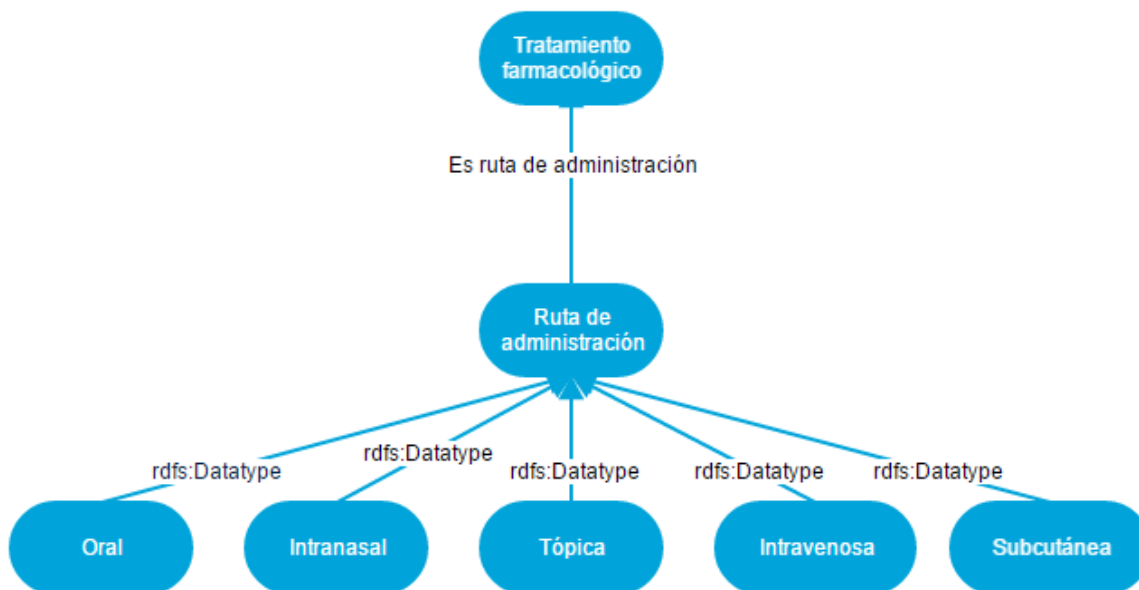 Tratamiento
farmacológico
Es ruta de administración
Ruta de
administración
rdfs:Datatype
rdfs:Datatype
rdfs:Datatype
rdfs:Datatype
rdfs:Datatype
Oral
Intranasal
Tópica
Intravenosa
Subcutánea